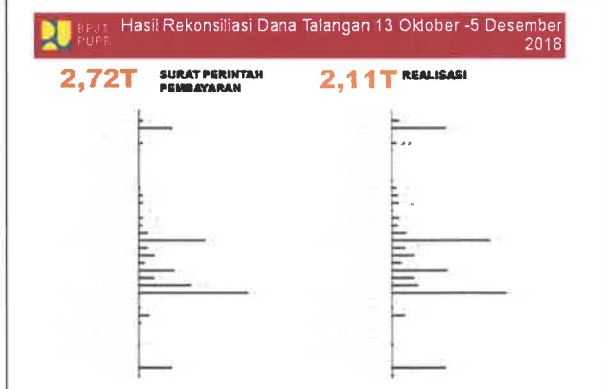 BPJT
PUPR
Hasil Rekonsiliasi Dana Talangan 13 Oktober -5 Desember
2018
2,72T SURAT PERINTAH
PEMBAYARAN
2,11T REALISASI